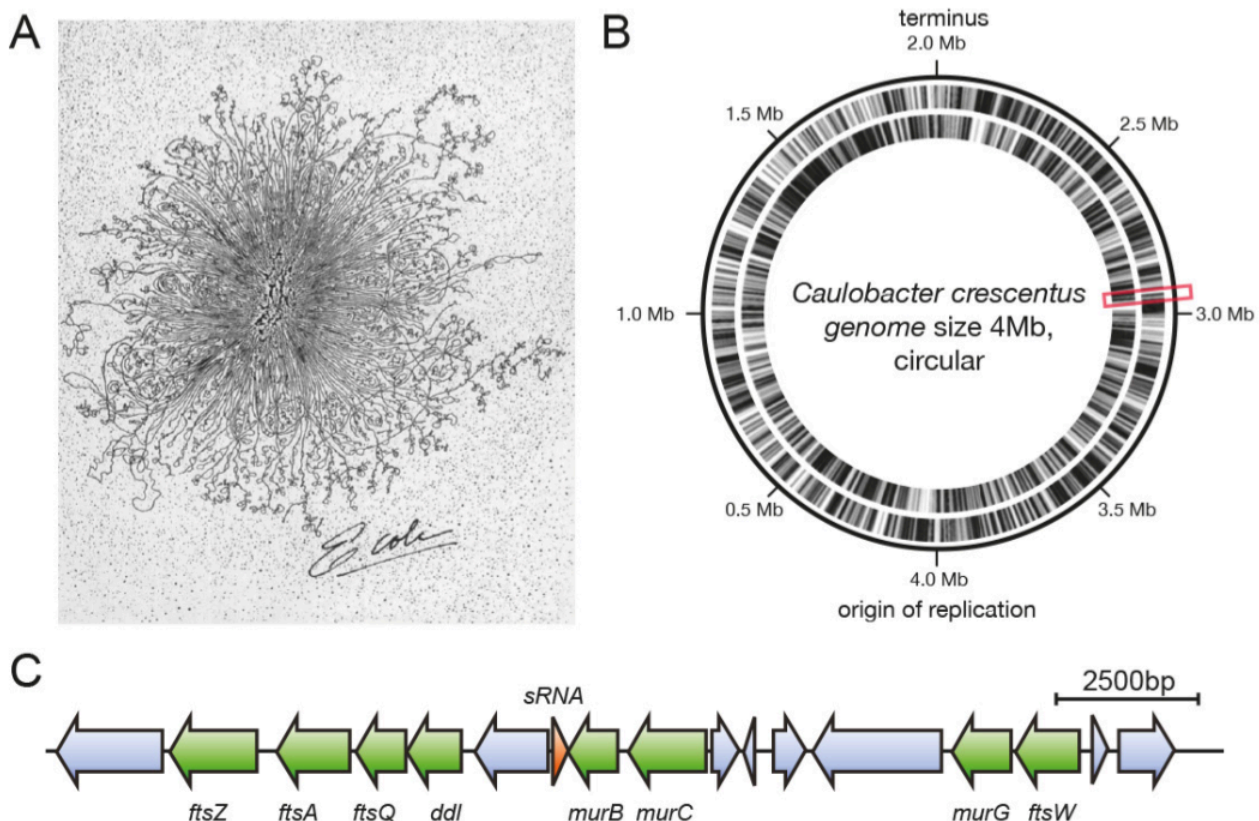 A
E. coli
B
terminus
2.0 Mb
1.5 Mb
2.5 Mb
Caulobacter crescentus
genome size 4Mb,
circular
1.0 Mb
3.0 Mb
0.5 Mb
3.5 Mb
4.0 Mb
origin of replication
C
sRNA
2500bp
ftsZ ftsA ftsQ ddl murB murC murG ftsW